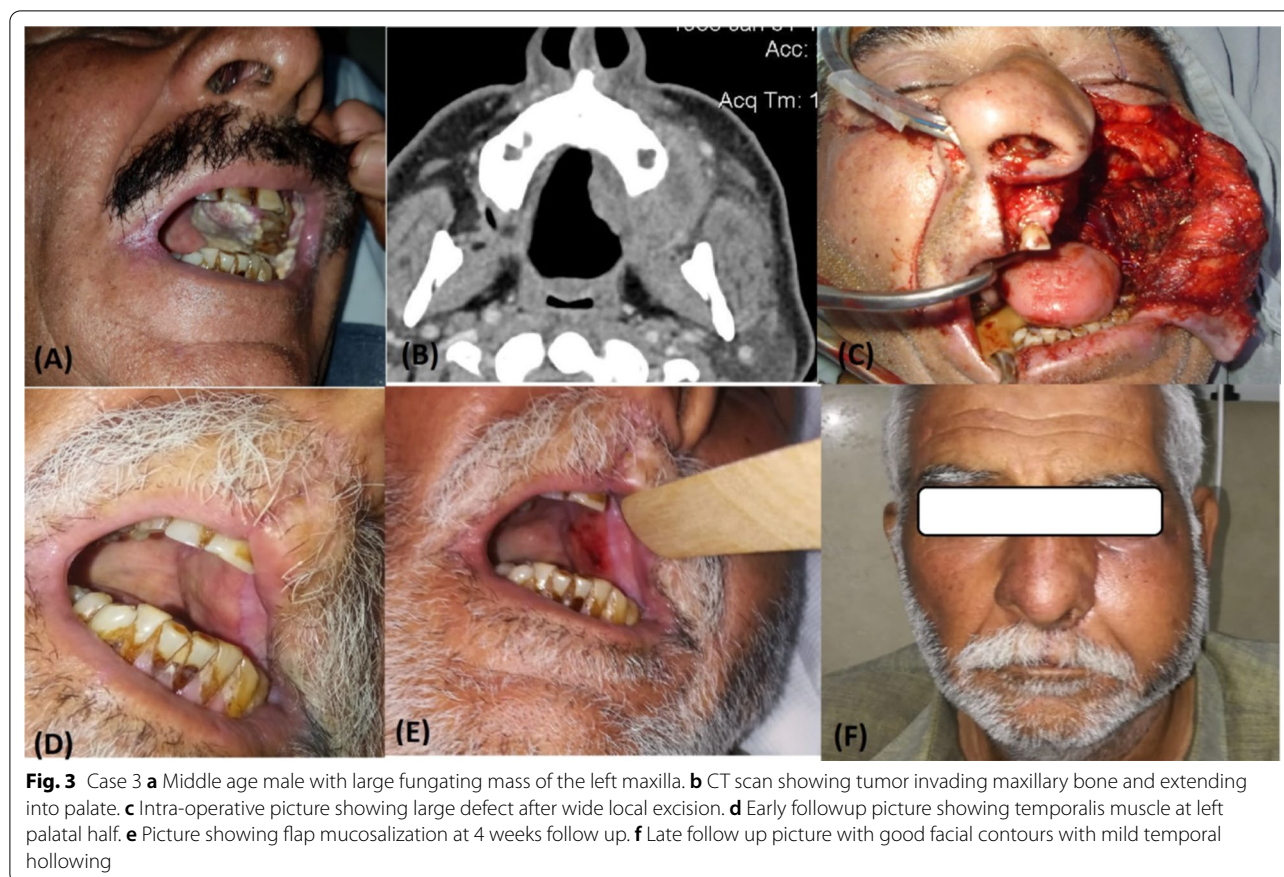 Acc:
Acq Tm: 1
(A)
(B)
(C)
(D)
(E)
(F)
Fig. 3 Case 3 a Middle age male with large fungating mass of the left maxilla. b CT scan showing tumor invading maxillary bone and extending
into palate. c Intra-operative picture showing large defect after wide local excision. d Early followup picture showing temporalis muscle at left
palatal half. e Picture showing flap mucosalization at 4 weeks follow up. f Late follow up picture with good facial contours with mild temporal
hollowing